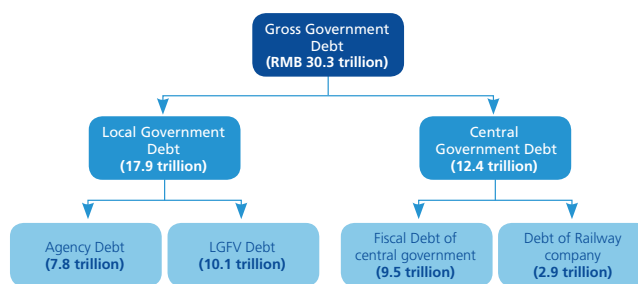 Gross Government
Debt
(RMB 30.3 trillion)
Local Government
Debt
(17.9 trillion)
Central
Government Debt
(12.4 trillion)
Agency Debt
(7.8 trillion)
LGFV Debt
(10.1 trillion)
Fiscal Debt of
central government
(9.5 trillion)
Debt of Railway
company
(2.9 trillion)